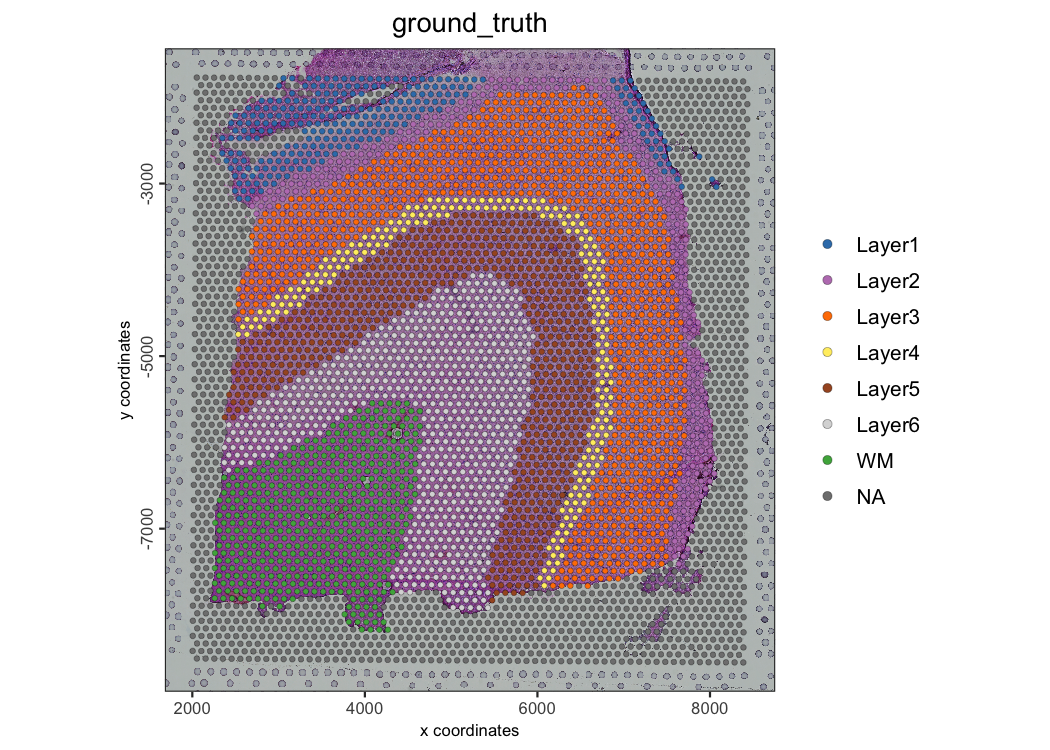 ground_truth
-3000
-5000
-7000
y coordinates
2000 4000 6000 8000
x coordinates
Layer1
Layer2
Layer3
Layer4
Layer5
Layer6
WM
NA